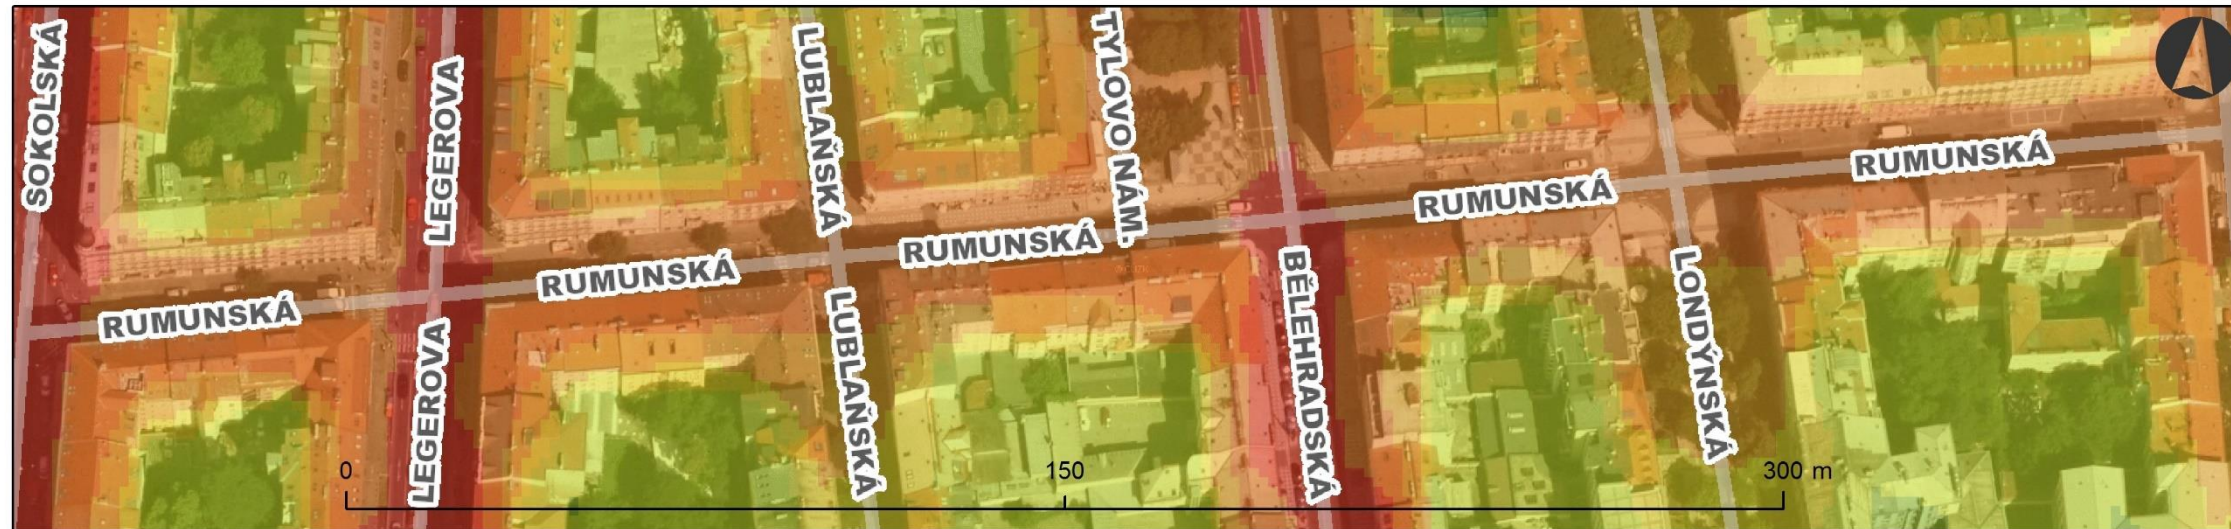 SOKOLSKÁ
LEGEROVA
LUBLAŇSKÁ
TYLOVO NÁM.
RUMUNSKÁ
RUMUNSKÁ
RUMUNSKÁ
RUMUNSKÁ
RUMUNSKÁ
LEGEROVA
LUBLAŇSKÁ
BĚLEHRADSKÁ
LONDÝNSKÁ
0 150 300 m